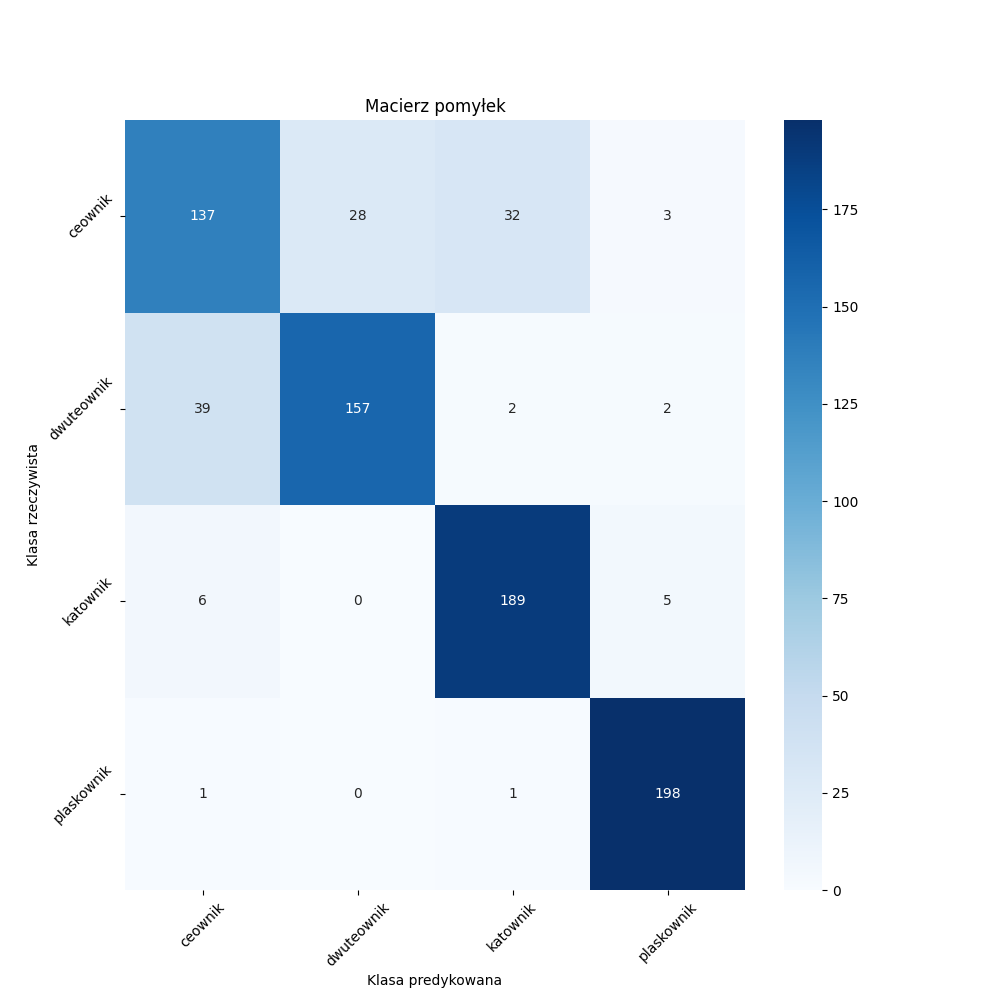 Macierz pomyłek
ceownik
137 28 32 3
dwuteownik
39 157 2 2
katownik
6 0 189 5
plaskownik
1 0 1 198
Klasa rzeczywista
ceownik dwuteownik katownik plaskownik
Klasa predykowana
175
150
125
100
75
50
25
0